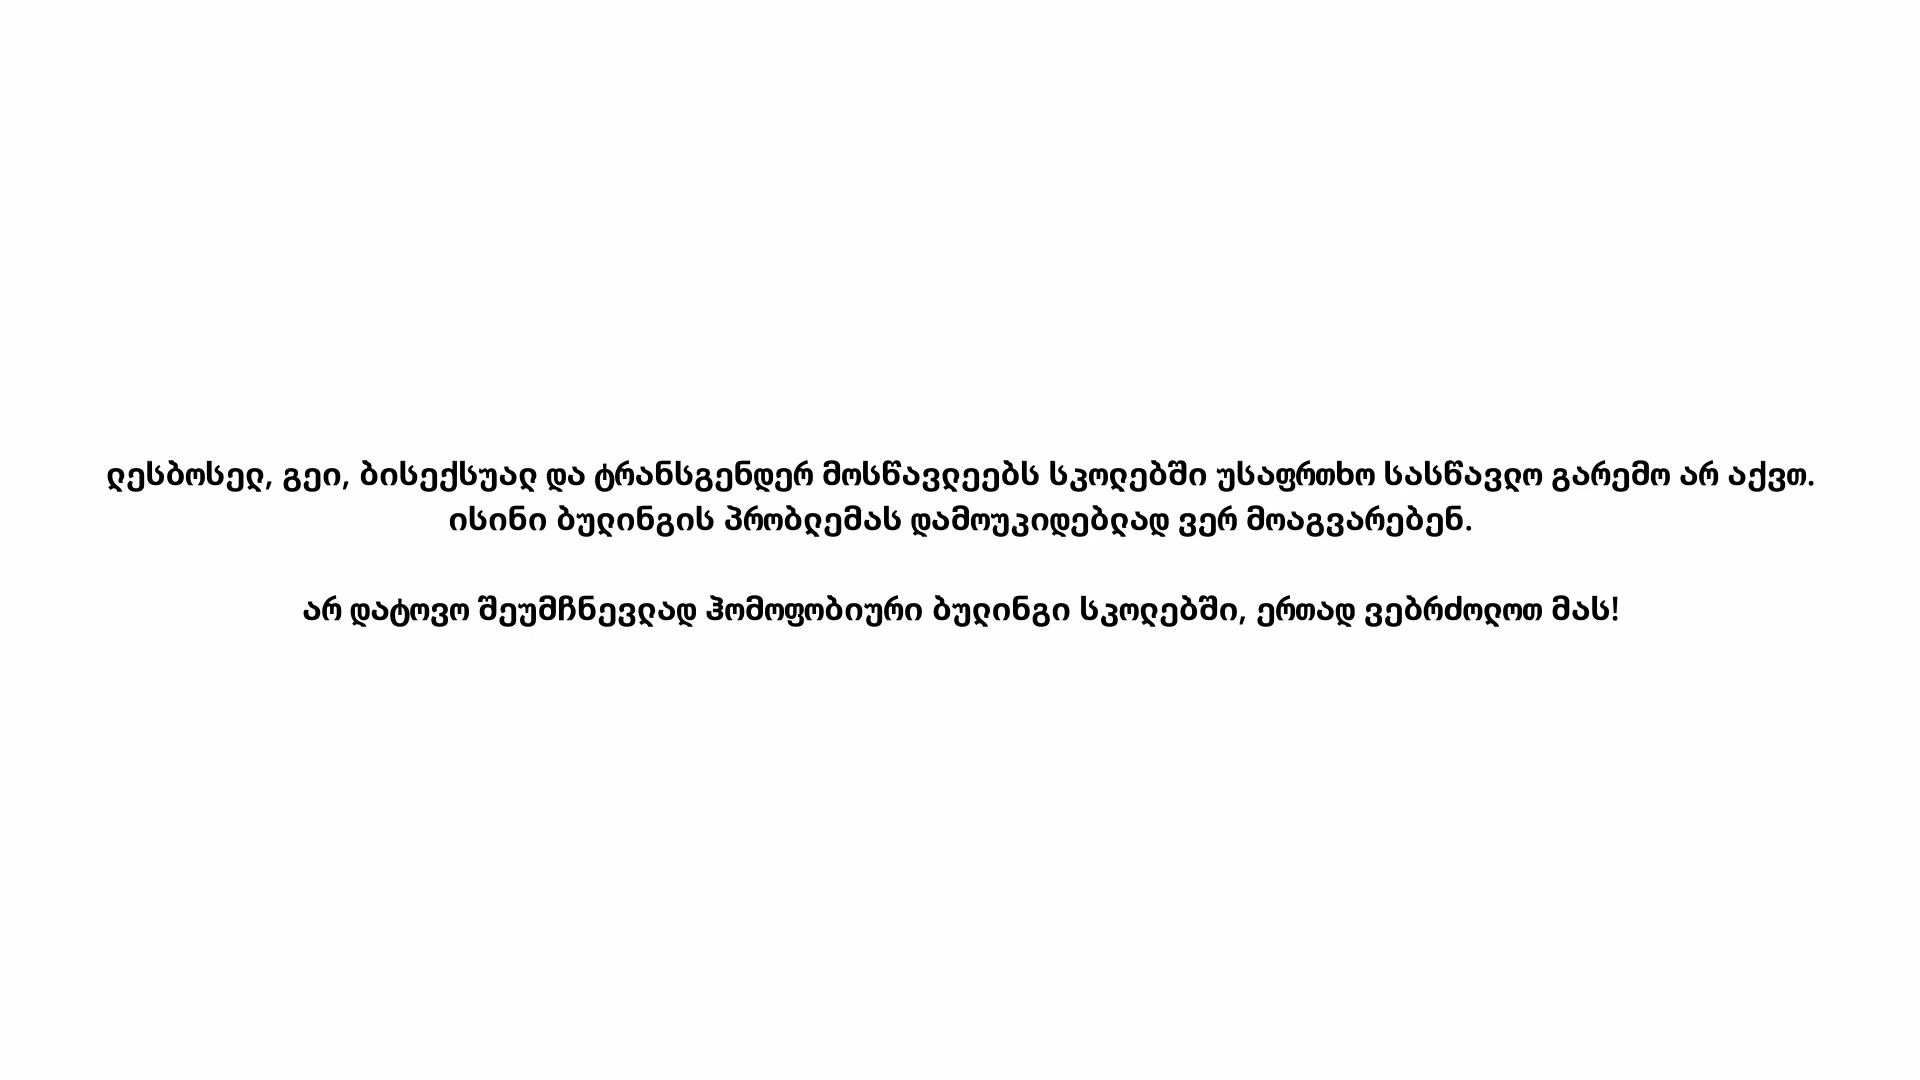 ლესბოსელ, გეი, ბისექსუალ და ტრანსგენდერ მოსწავლეებს სკოლებში უსაფრთხო სასწავლო გარემო არ აქვთ.
ისინი ბულინგის პრობლემას დამოუკიდებლად ვერ მოაგვარებენ.
არ დატოვო შეუმჩნევლად ჰომოფობიური ბულინგი სკოლებში, ერთად ვებრძოლოთ მას!